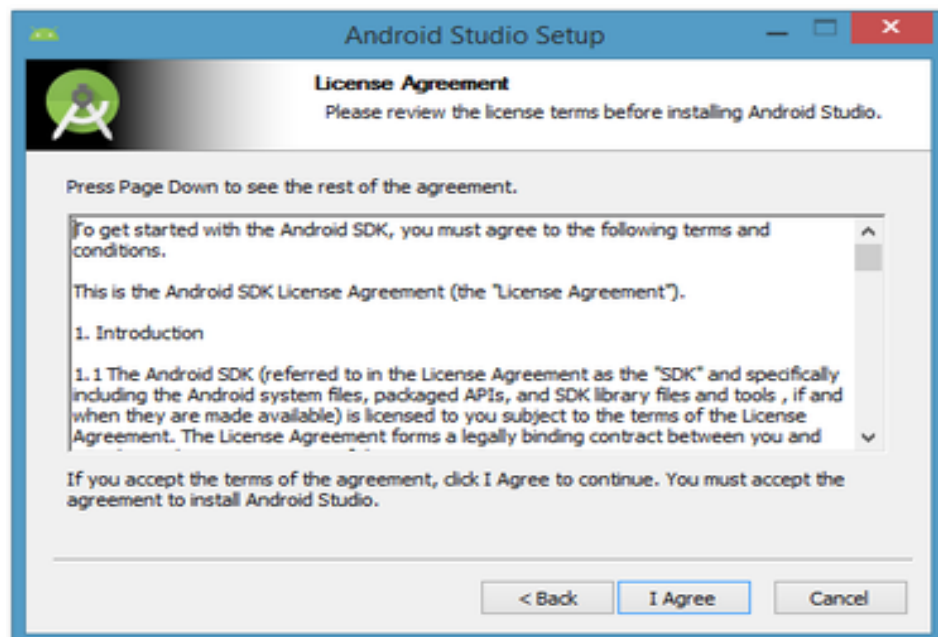 Android Studio Setup
License Agreement
Please review the license terms before installing Android Studio.
Press Page Down to see the rest of the agreement.
To get started with the Android SDK, you must agree to the following terms and
conditions.
This is the Android SDK License Agreement (the "License Agreement").
1. Introduction
1.1 The Android SDK (referred to in the License Agreement as the "SDK" and specifically
including the Android system files, packaged APIs, and SDK library files and tools , if and
when they are made available) is licensed to you subject to the terms of the License
Agreement. The License Agreement forms a legally binding contract between you and
If you accept the terms of the agreement, click I Agree to continue. You must accept the
agreement to install Android Studio.
< Back
I Agree
Cancel